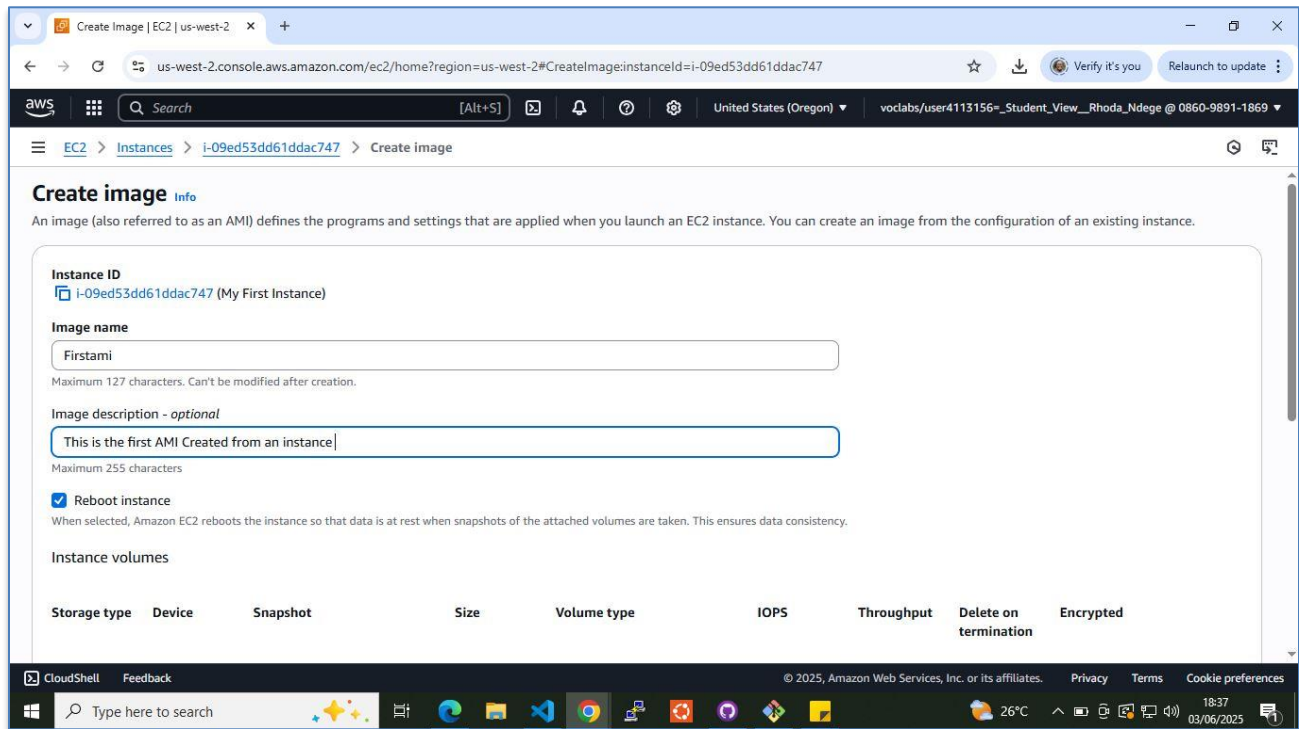 Create Image | EC2 | us-west-2
us-west-2.console.aws.amazon.com/ec2/home?region=us-west-2#CreateImage:instanceId=i-09ed53dd61ddac747
Verify it's you
Relaunch to update
aws
Search
[Alt+S]
United States (Oregon)
voclabs/user4113156=_Student_View__Rhoda_Ndege @ 0860-9891-1869
EC2 > Instances > i-09ed53dd61ddac747 > Create image
Create image Info
An image (also referred to as an AMI) defines the programs and settings that are applied when you launch an EC2 instance. You can create an image from the configuration of an existing instance.
Instance ID
i-09ed53dd61ddac747 (My First Instance)
Image name
Firstami
Maximum 127 characters. Can't be modified after creation.
Image description - optional
This is the first AMI Created from an instance
Maximum 255 characters
Reboot instance
When selected, Amazon EC2 reboots the instance so that data is at rest when snapshots of the attached volumes are taken. This ensures data consistency.
Instance volumes
Storage type Device Snapshot Size Volume type IOPS Throughput Delete on termination Encrypted
CloudShell Feedback © 2025, Amazon Web Services, Inc. or its affiliates. Privacy Terms Cookie preferences
Type here to search
26°C
18:37
03/06/2025
1